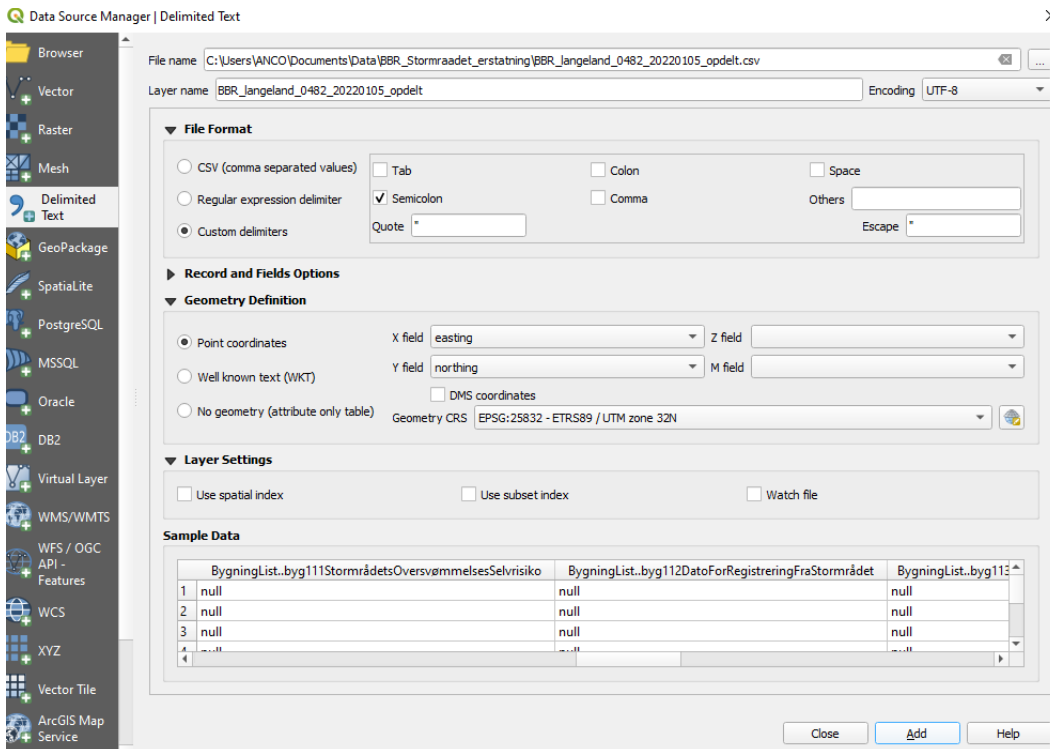 Data Source Manager | Delimited Text
Browser
Vector
Raster
Mesh
Delimited
Text
GeoPackage
SpatiaLite
PostgreSQL
MSSQL
Oracle
DB2
DB2
Virtual Layer
WMS/WMTS
WFS / OGC
API -
Features
WCS
XYZ
Vector Tile
ArcGIS Map
Service
File name C:\Users\ANCO\Documents\Data\BBR_Stormraadet_erstatning\BBR_langeland_0482_20220105_opdelt.csv ...
Layer name BBR_langeland_0482_20220105_opdelt Encoding UTF-8
File Format
CSV (comma separated values) Tab Colon Space
Regular expression delimiter Semicolon Comma Others
Custom delimiters Quote " Escape "
Record and Fields Options
Geometry Definition
Point coordinates X field easting Z field
Well known text (WKT) Y field northing M field
DMS coordinates
No geometry (attribute only table) Geometry CRS EPSG:25832 - ETRS89 / UTM zone 32N
Layer Settings
Use spatial index Use subset index Watch file
Sample Data
BygningList..byg111StormrådetsOversvømmelsesSelvrisiko BygningList..byg112DatoForRegistreringFraStormrådet BygningList..byg113
1 null null null
2 null null null
3 null null null
Close Add Help